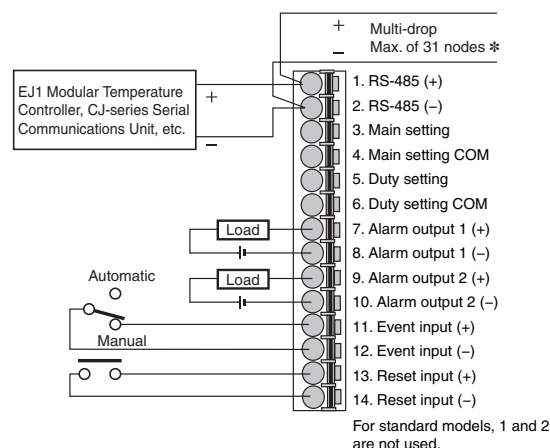 + Multi-drop
− Max. of 31 nodes *
EJ1 Modular Temperature
Controller, CJ-series Serial
Communications Unit, etc.
+
−
1. RS-485 (+)
2. RS-485 (−)
3. Main setting
4. Main setting COM
5. Duty setting
6. Duty setting COM
Load
7. Alarm output 1 (+)
8. Alarm output 1 (−)
Load
9. Alarm output 2 (+)
10. Alarm output 2 (−)
Automatic
Manual
11. Event input (+)
12. Event input (−)
13. Reset input (+)
14. Reset input (−)
For standard models, 1 and 2
are not used.